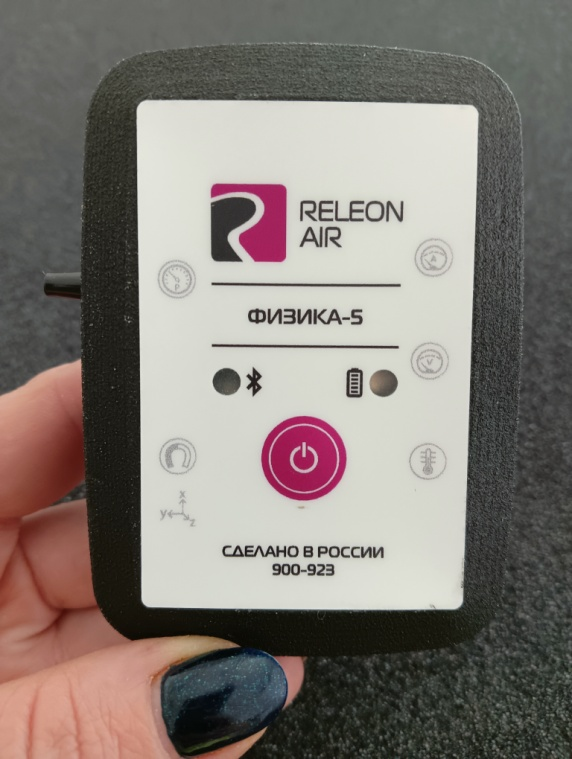 RELEON
AIR
P
A
ФИЗИКА-5
V
x
y
z
СДЕЛАНО В РОССИИ
900-923